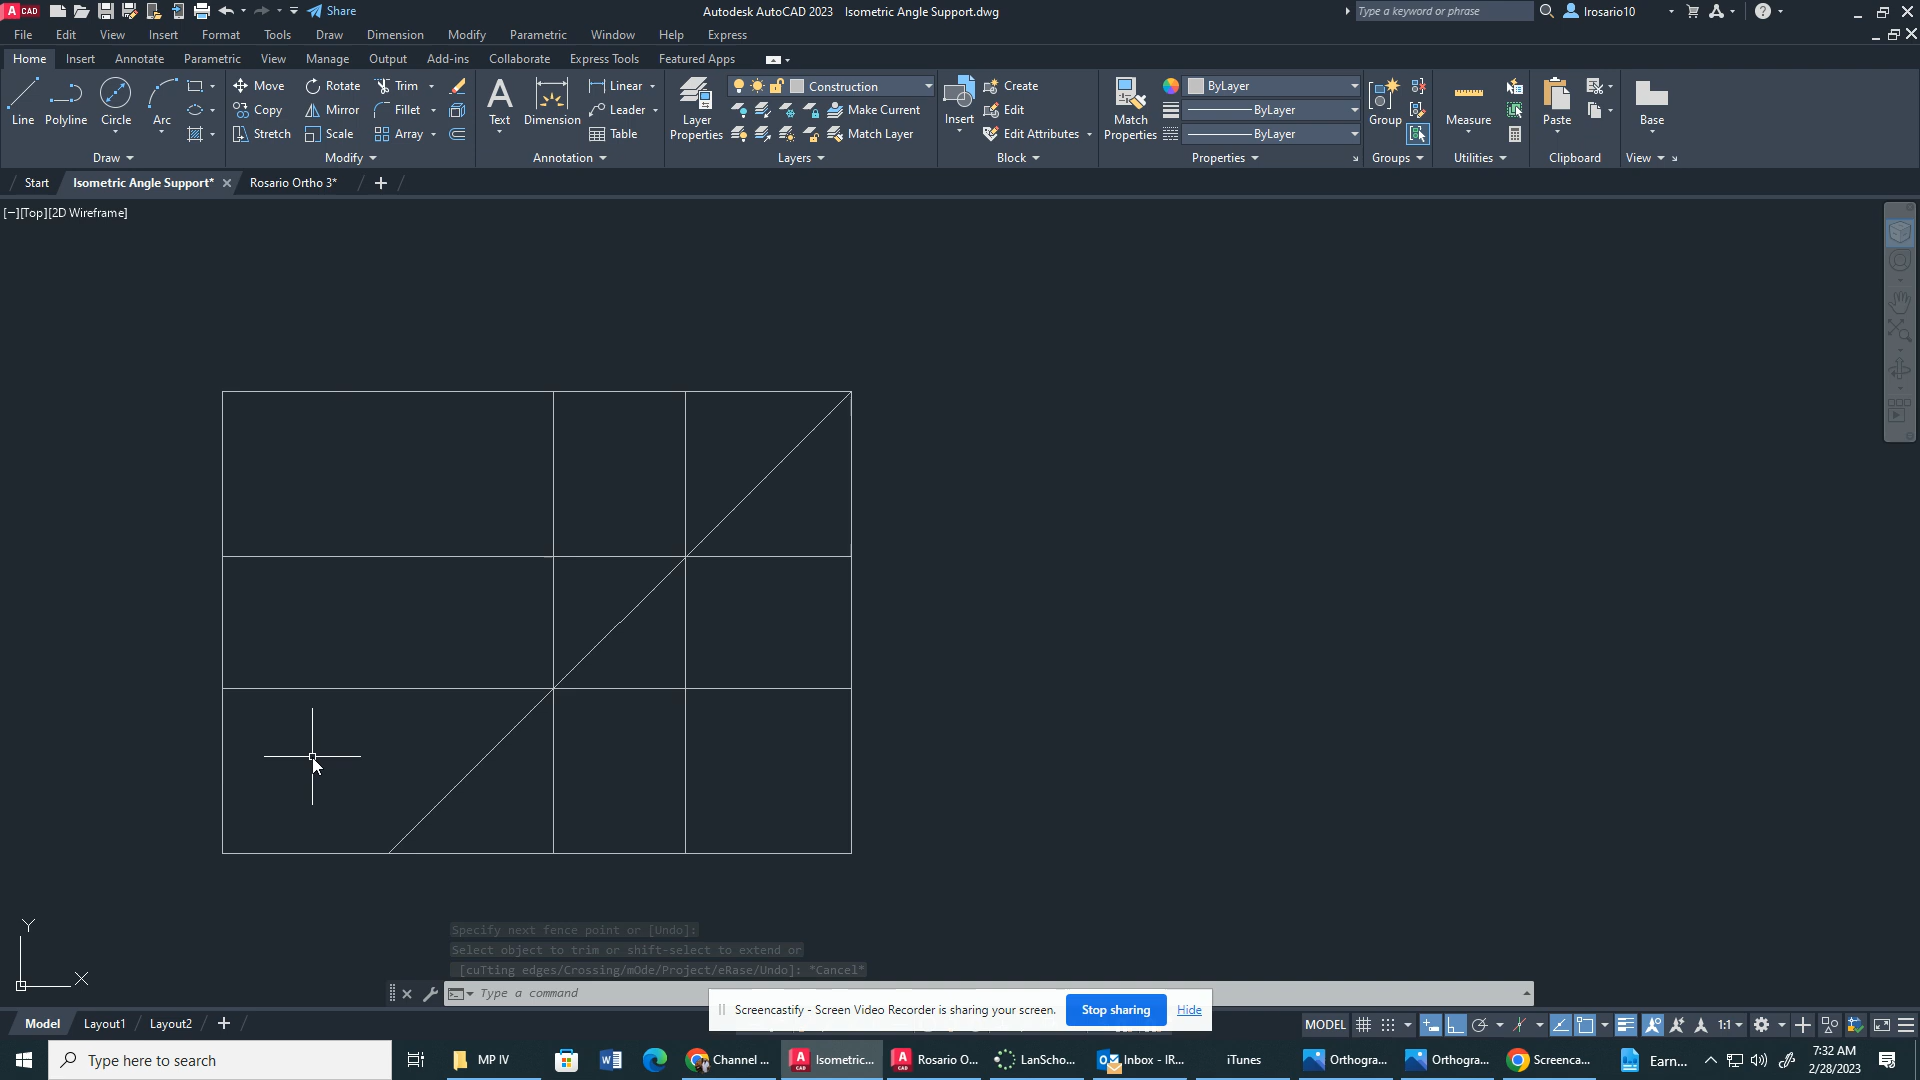 A CAD Share Autodesk AutoCAD 2023 Isometric Angle Support.dwg Type a keyword or phrase lrosario10
File Edit View Insert Format Tools Draw Dimension Modify Parametric Window Help Express
Home Insert Annotate Parametric View Manage Output Add-ins Collaborate Express Tools Featured Apps
Line Polyline Circle Arc
Draw
Move Rotate Trim
Copy Mirror Fillet
Stretch Scale Array
Modify
Text Dimension
Linear
Leader
Table
Annotation
Layer Properties
Construction
Make Current
Match Layer
Layers
Insert
Create
Edit
Edit Attributes
Block
Match Properties
ByLayer
ByLayer
ByLayer
Properties
Group
Groups
Measure
Utilities
Paste
Clipboard
Base
View
Start Isometric Angle Support* Rosario Ortho 3*
[−][Top][2D Wireframe]
Y
X
Specify next fence point or [Undo]:
Select object to trim or shift-select to extend or
[cuTting edges/Crossing/mOde/Project/eRase/Undo]: *Cancel*
Type a command
Screencastify - Screen Video Recorder is sharing your screen. Stop sharing Hide
Model Layout1 Layout2 MODEL 1:1
Type here to search MP IV Channel ... Isometric... Rosario O... LanScho... Inbox - IR... iTunes Orthogra... Orthogra... Screenca... Earn... 7:32 AM
2/28/2023